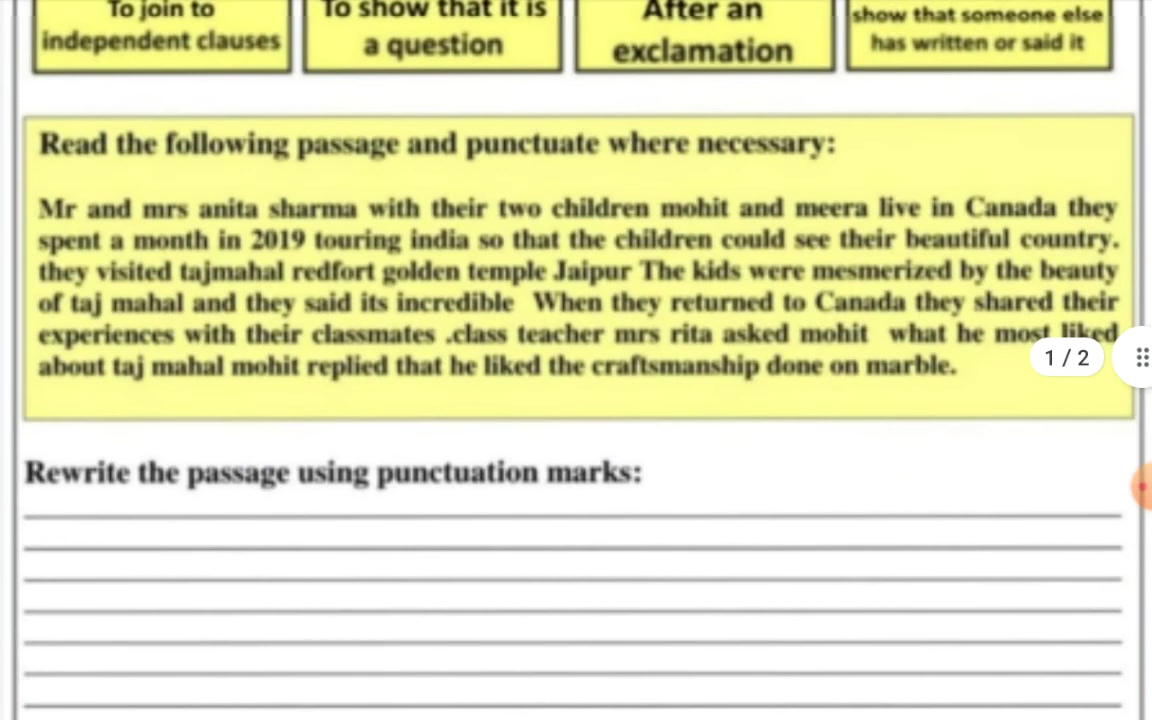 To join to
independent clauses
To show that it is
a question
After an
exclamation
show that someone else
has written or said it
Read the following passage and punctuate where necessary:
Mr and mrs anita sharma with their two children mohit and meera live in Canada they
spent a month in 2019 touring india so that the children could see their beautiful country.
they visited tajmahal redfort golden temple Jaipur The kids were mesmerized by the beauty
of taj mahal and they said its incredible  When they returned to Canada they shared their
experiences with their classmates .class teacher mrs rita asked mohit  what he most liked
about taj mahal mohit replied that he liked the craftsmanship done on marble.
1 / 2
Rewrite the passage using punctuation marks: